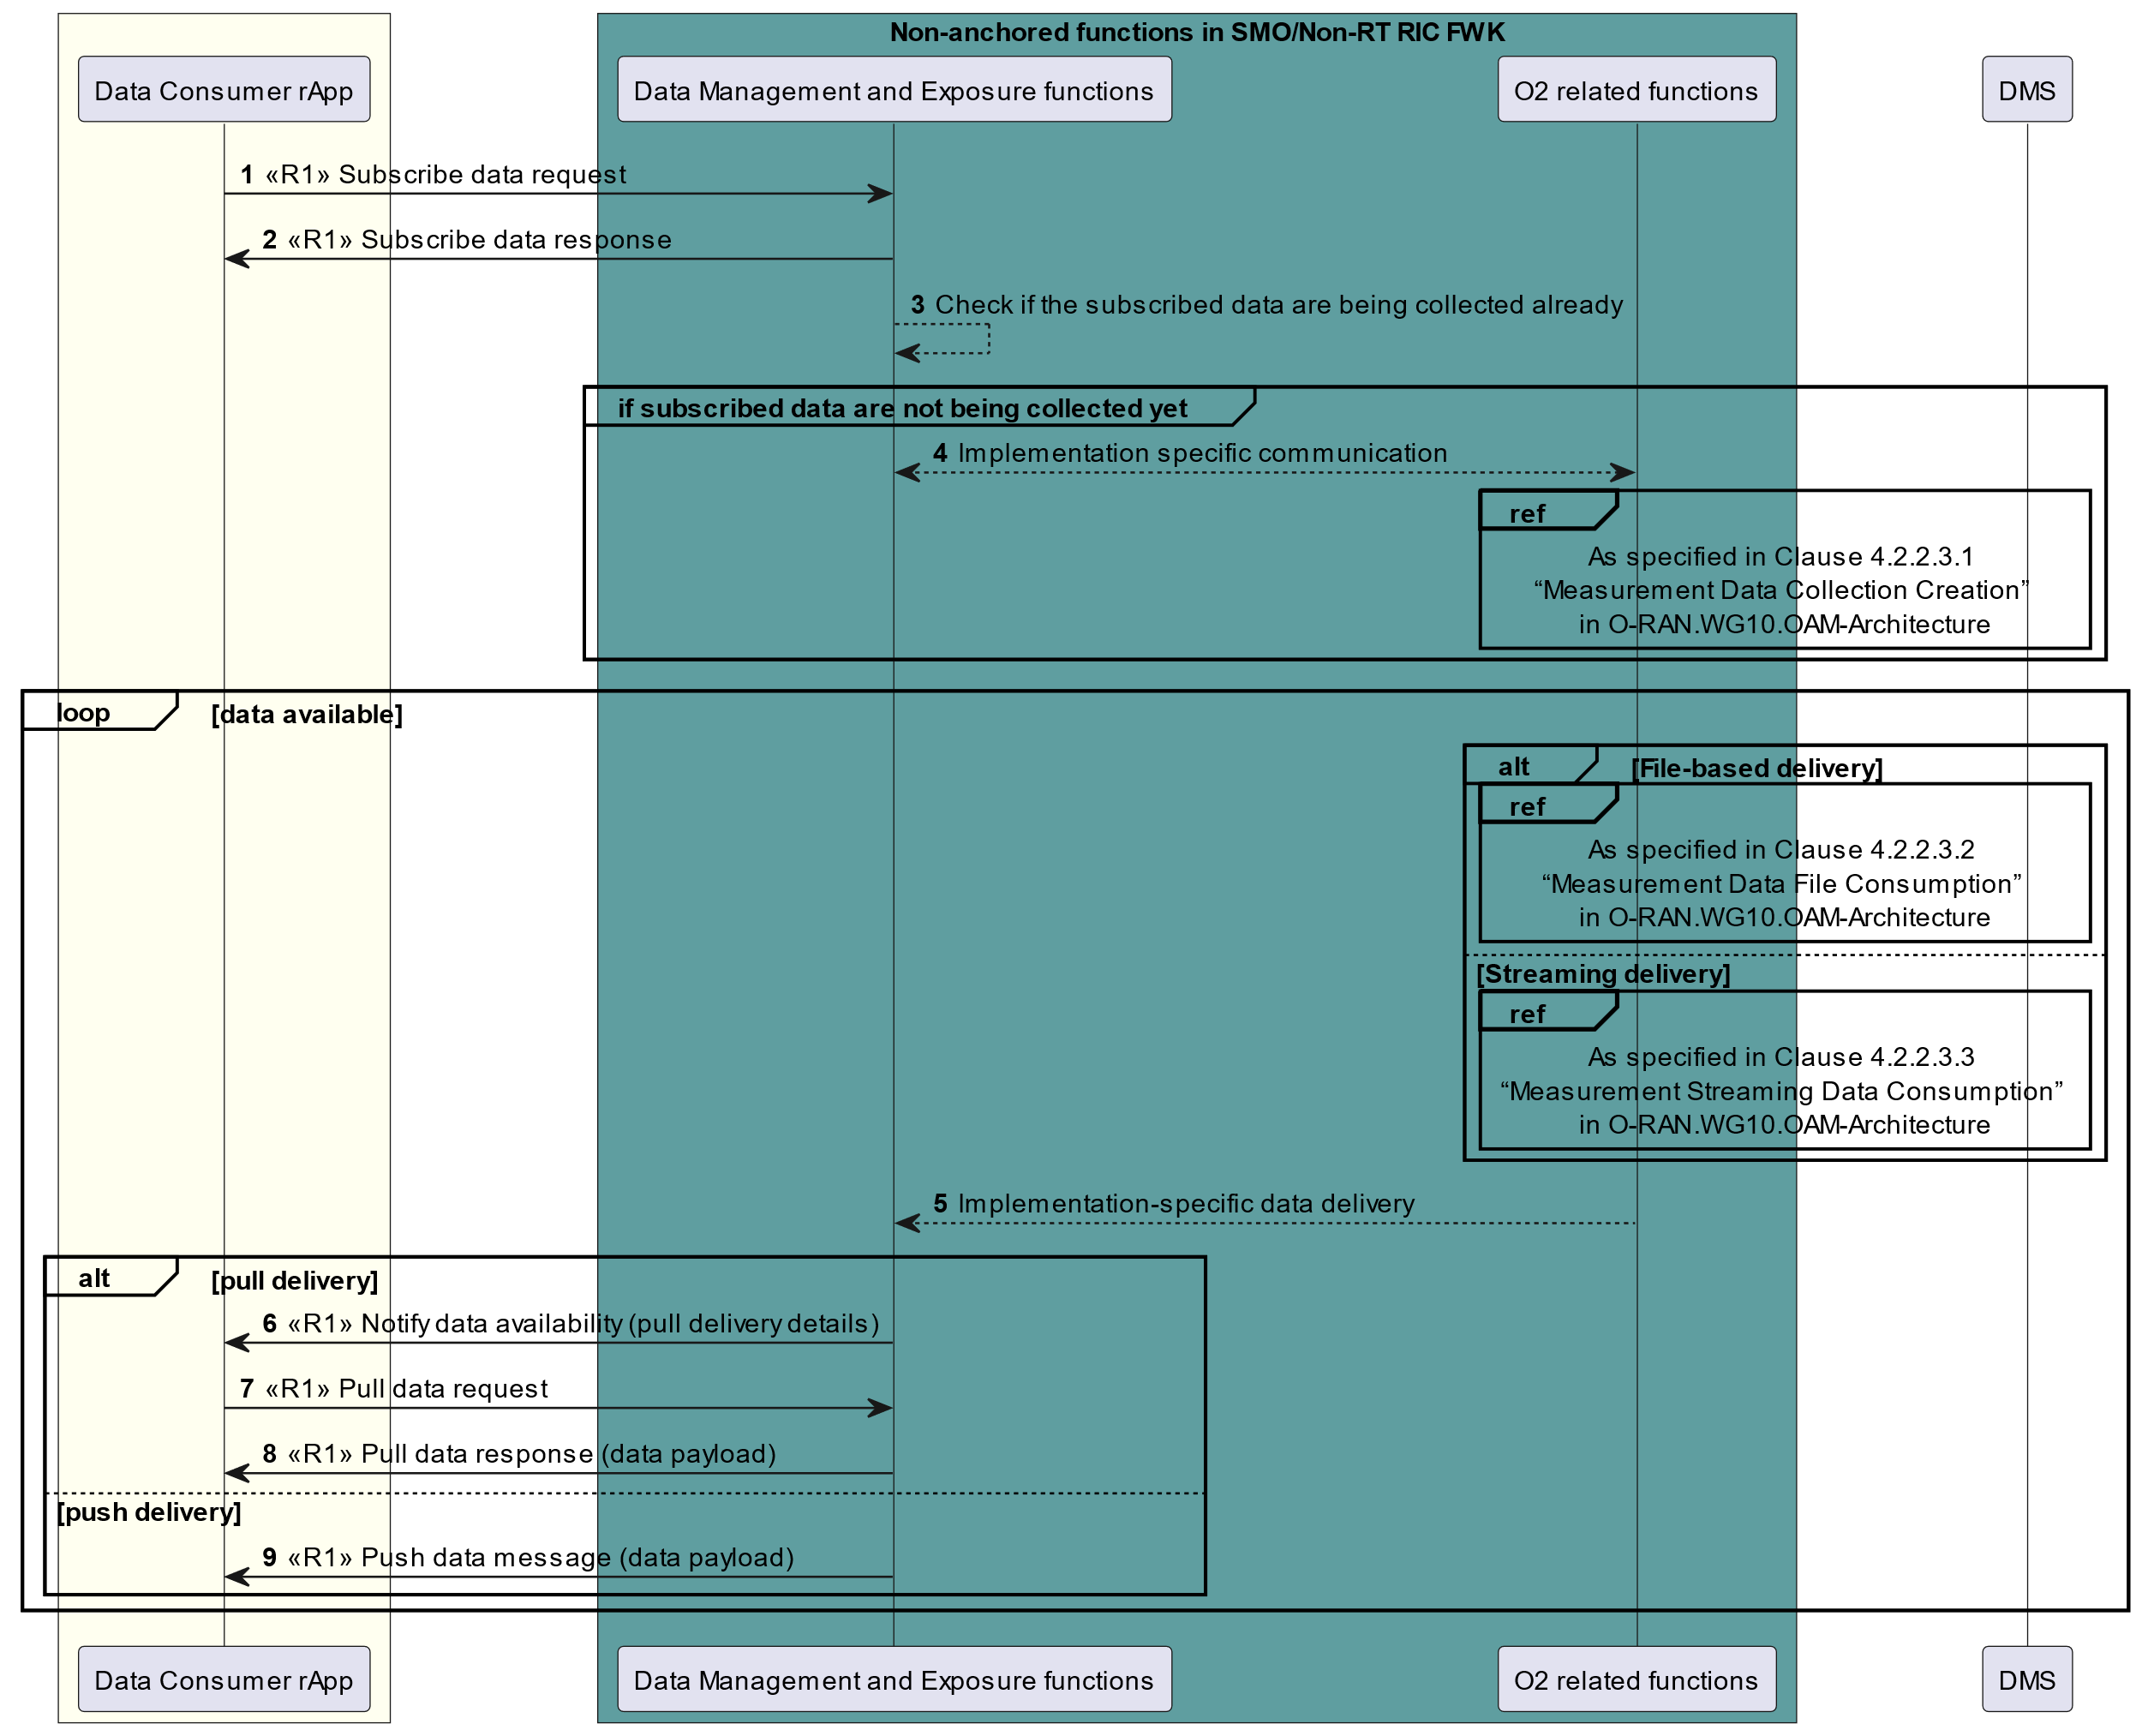 Non-anchored functions in SMO/Non-RT RIC FWK
Data Consumer rApp
Data Management and Exposure functions
O2 related functions
DMS
1 «R1» Subscribe data request
2 «R1» Subscribe data response
3 Check if the subscribed data are being collected already
if subscribed data are not being collected yet
4 Implementation specific communication
ref
As specified in Clause 4.2.2.3.1
“Measurement Data Collection Creation”
in O-RAN.WG10.OAM-Architecture
loop [data available]
alt [File-based delivery]
ref
As specified in Clause 4.2.2.3.2
“Measurement Data File Consumption”
in O-RAN.WG10.OAM-Architecture
[Streaming delivery]
ref
As specified in Clause 4.2.2.3.3
“Measurement Streaming Data Consumption”
in O-RAN.WG10.OAM-Architecture
5 Implementation-specific data delivery
alt [pull delivery]
6 «R1» Notify data availability (pull delivery details)
7 «R1» Pull data request
8 «R1» Pull data response (data payload)
[push delivery]
9 «R1» Push data message (data payload)
Data Consumer rApp
Data Management and Exposure functions
O2 related functions
DMS